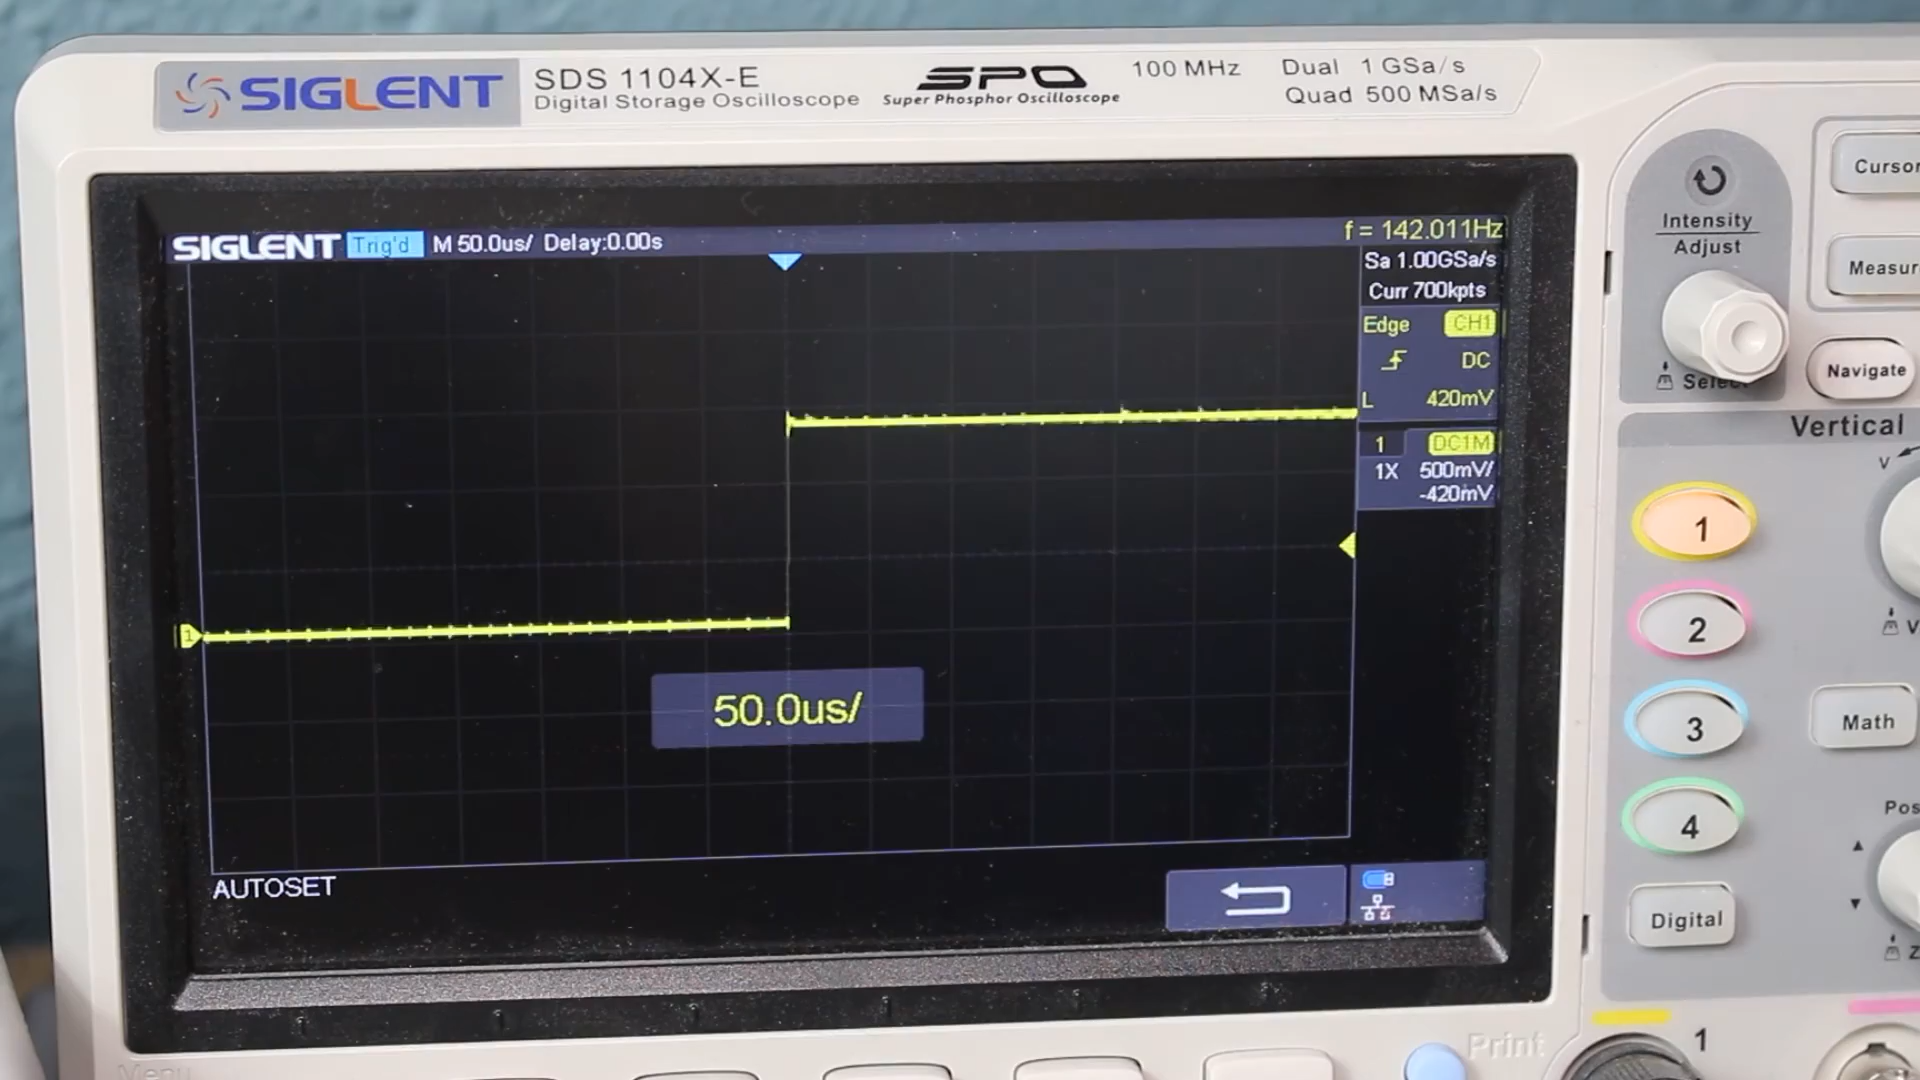 SIGLENT SDS 1104X-E SPO 100 MHz Dual 1 GSa/s
Digital Storage Oscilloscope Super Phosphor Oscilloscope Quad 500 MSa/s
SIGLENT Trig'd M 50.0us/ Delay:0.00s f = 142.011Hz
Sa 1.00GSa/s
Curr 700kpts
Edge CH1
DC
L 420mV
1 DC1M
1X 500mV/
-420mV
1
50.0us/
AUTOSET
Intensity
Adjust
Select
Cursor
Measur
Navigate
Vertical
V
1
2
V
3
Math
4
Pos
Digital
Z
Print
1
Menu